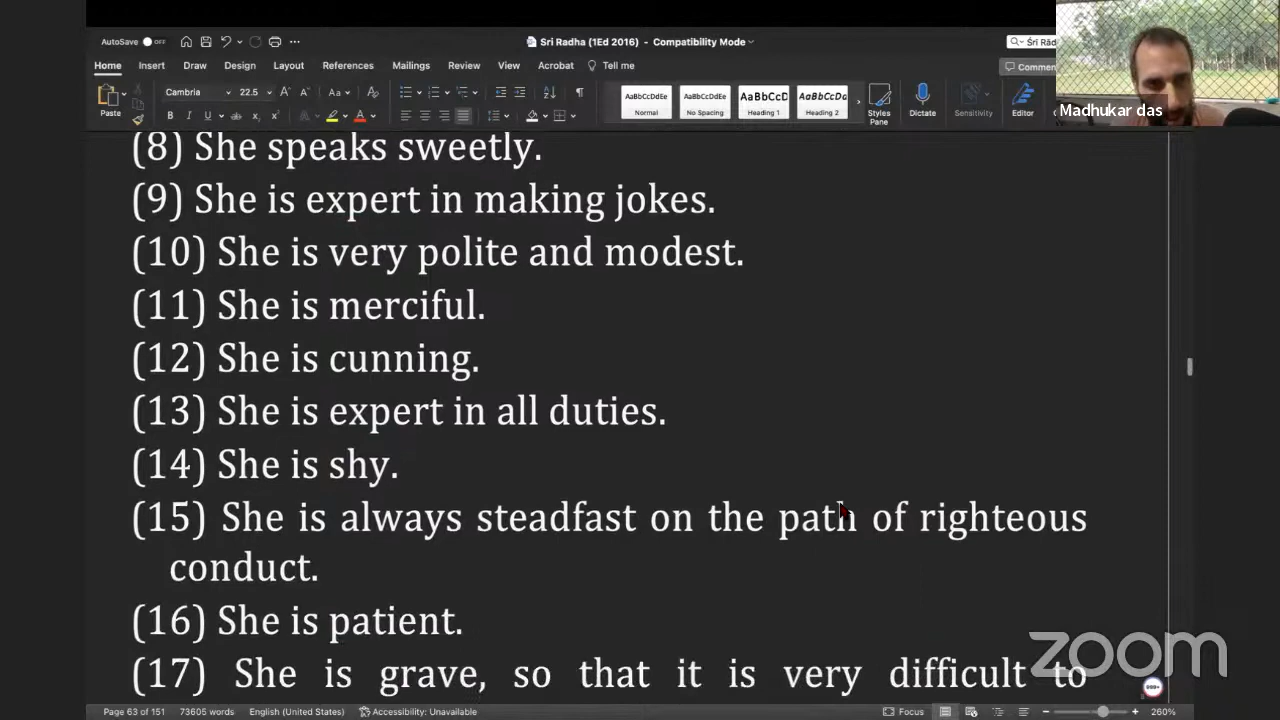 AutoSave OFF Sri Radha (1Ed 2016) - Compatibility Mode
Home Insert Draw Design Layout References Mailings Review View Acrobat Tell me
Paste Cambria 22.5 AaBbCcDdEe Normal AaBbCcDdEe No Spacing AaBbCcD Heading 1 AaBbCcDd Heading 2 Styles Pane Dictate Sensitivity Editor
Madhukar das
(8) She speaks sweetly.
(9) She is expert in making jokes.
(10) She is very polite and modest.
(11) She is merciful.
(12) She is cunning.
(13) She is expert in all duties.
(14) She is shy.
(15) She is always steadfast on the path of righteous
conduct.
(16) She is patient.
(17) She is grave, so that it is very difficult to
zoom
Page 63 of 151 73605 words English (United States) Accessibility: Unavailable Focus 260%